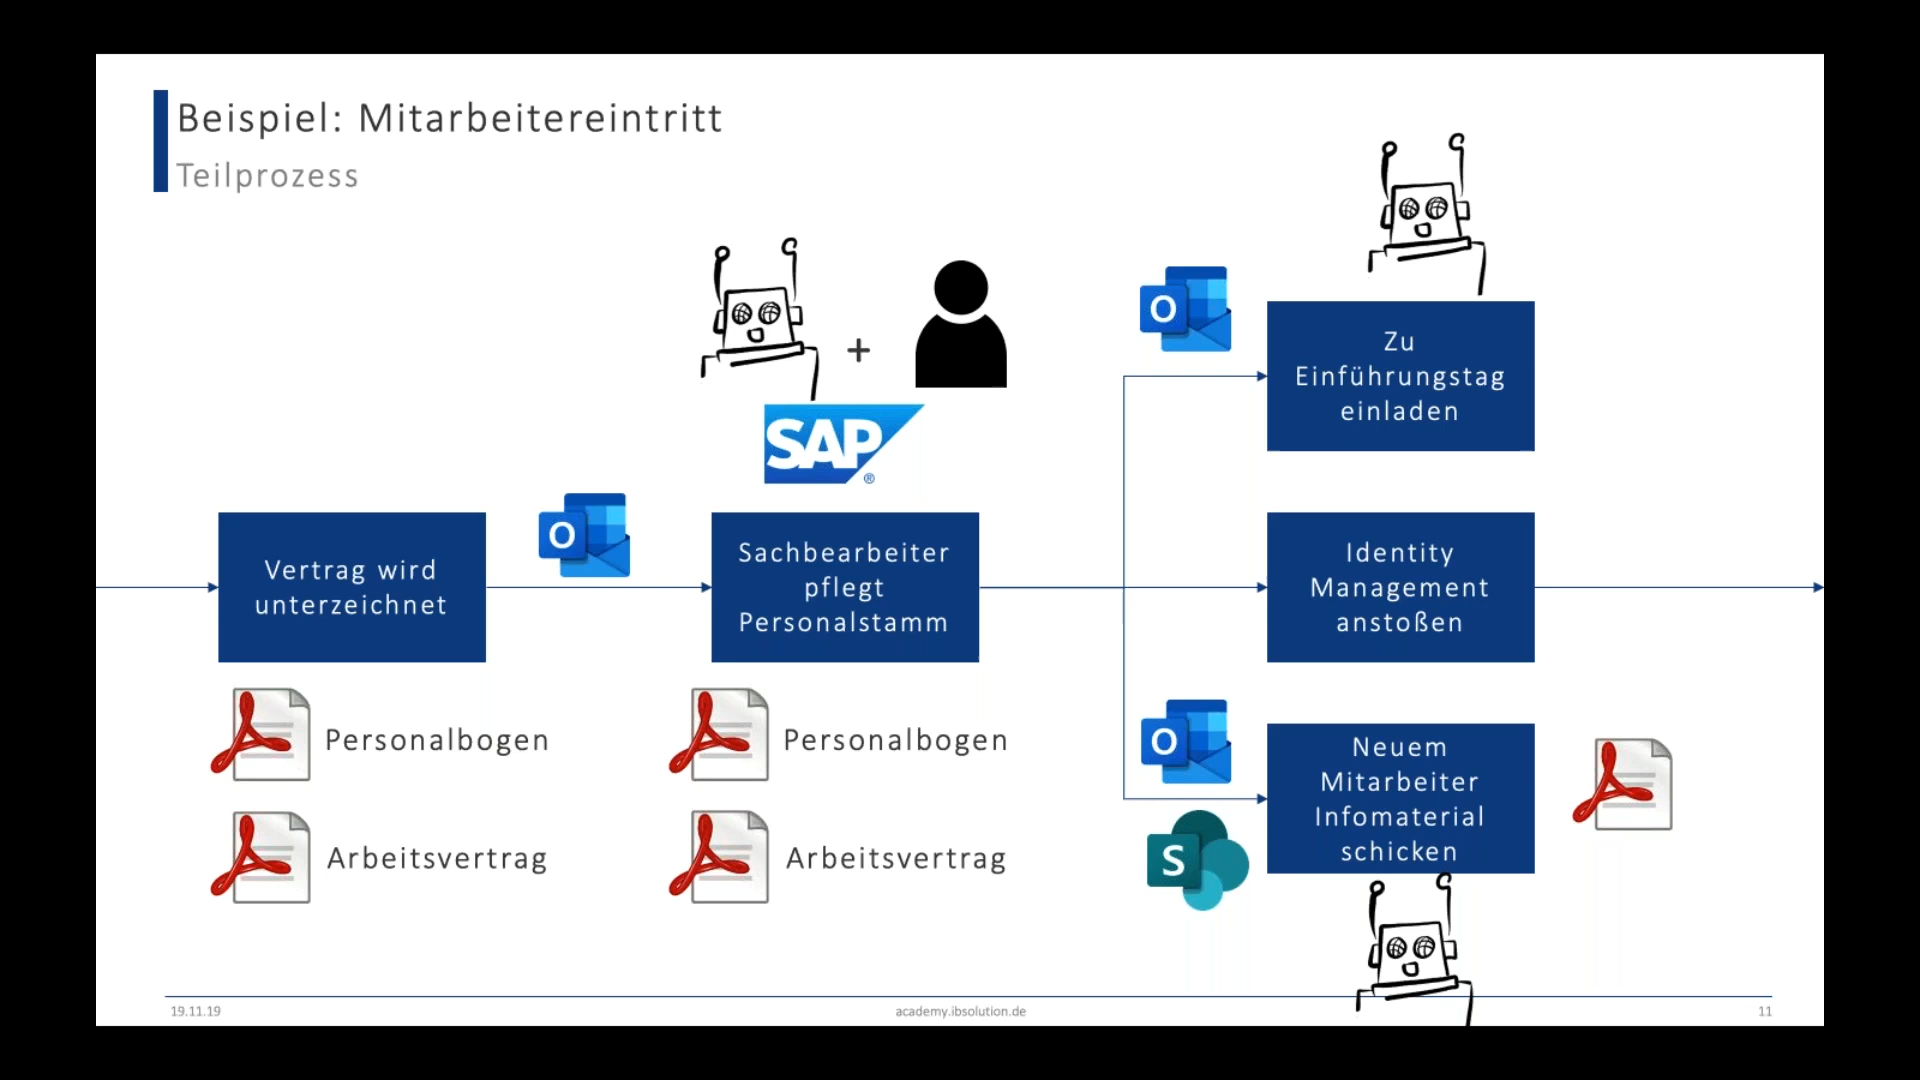 Beispiel: Mitarbeitereintritt
Teilprozess
+
SAP
®
O
Zu
Einführungstag
einladen
O
Vertrag wird
unterzeichnet
Sachbearbeiter
pflegt
Personalstamm
Identity
Management
anstoßen
Personalbogen
Arbeitsvertrag
Personalbogen
Arbeitsvertrag
O
S
Neuem
Mitarbeiter
Infomaterial
schicken
19.11.19
academy.ibsolution.de
11